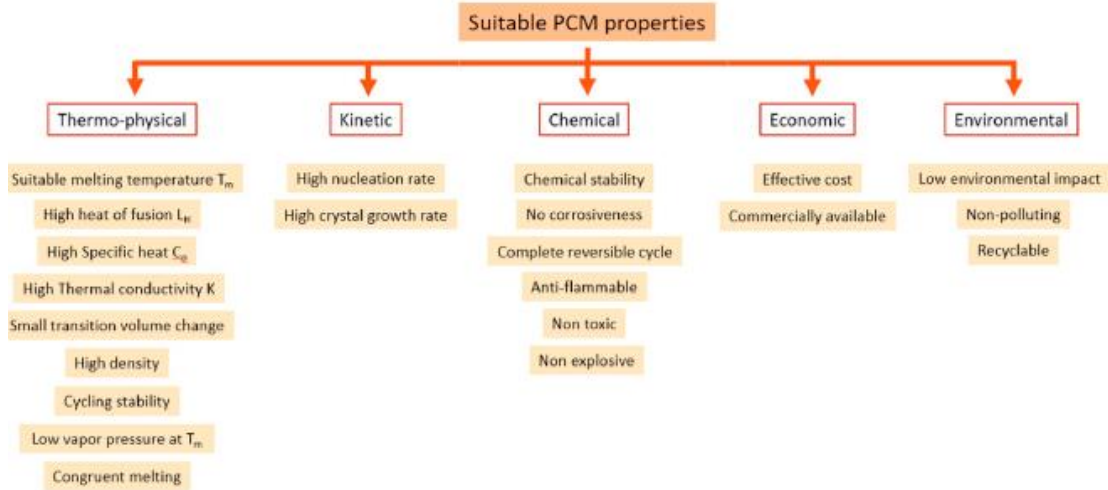 Suitable PCM properties
Thermo-physical
Kinetic
Chemical
Economic
Environmental
Suitable melting temperature Tm
High heat of fusion LH
High Specific heat Cp
High Thermal conductivity K
Small transition volume change
High density
Cycling stability
Low vapor pressure at Tm
Congruent melting
High nucleation rate
High crystal growth rate
Chemical stability
No corrosiveness
Complete reversible cycle
Anti-flammable
Non toxic
Non explosive
Effective cost
Commercially available
Low environmental impact
Non-polluting
Recyclable